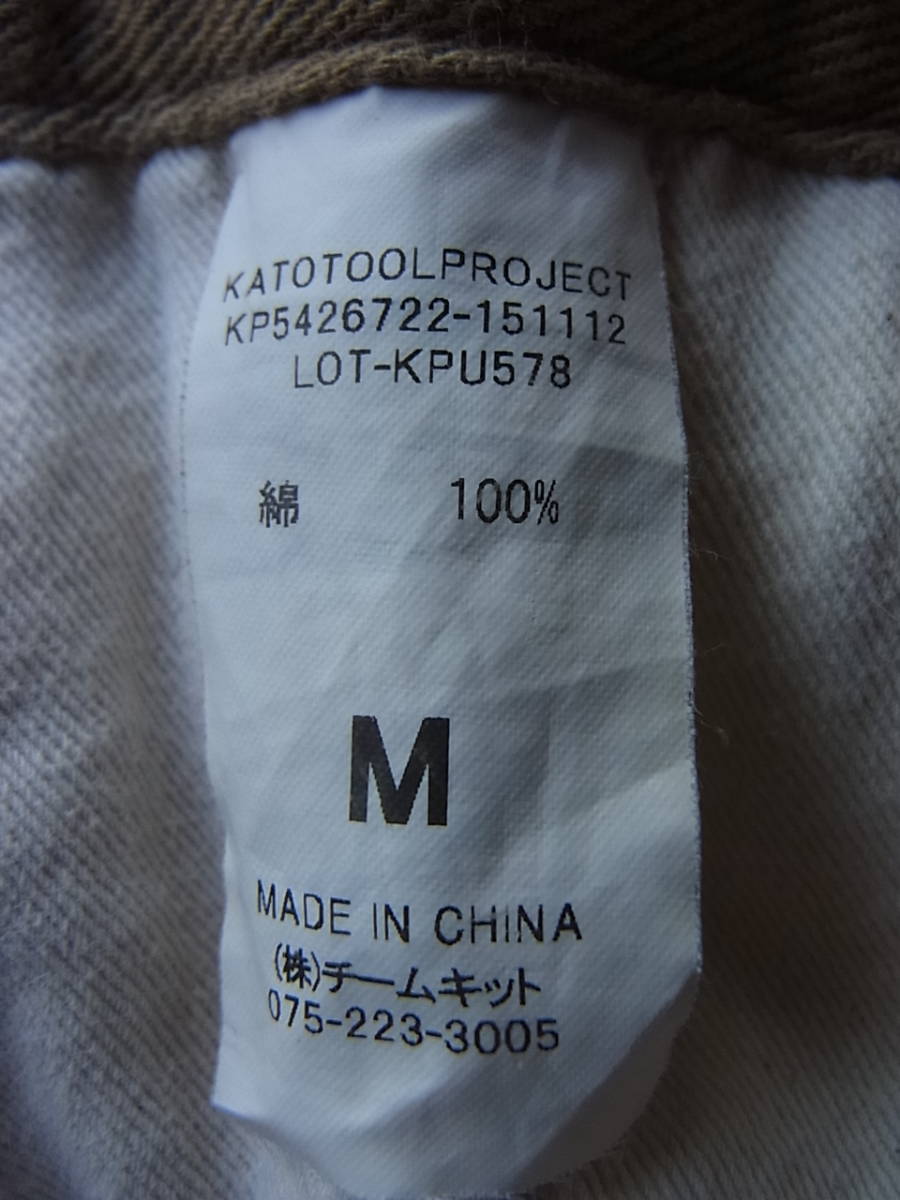 KATOTOOLPROJECT
KP5426722-151112
LOT-KPU578
綿 100%
M
MADE IN CHINA
(株)チームキット
075-223-3005